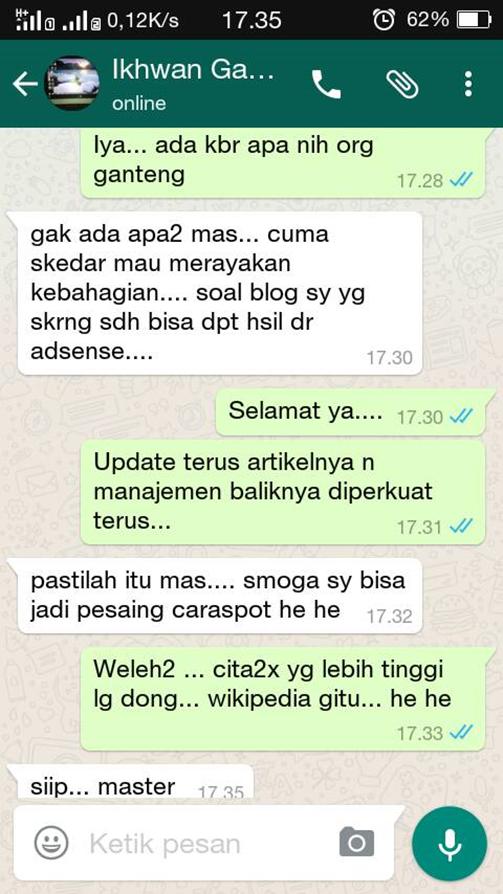 H+ 1 2 0,12K/s 17.35 62%
Ikhwan Ga...
online
Iya... ada kbr apa nih org
ganteng
17.28
gak ada apa2 mas... cuma
skedar mau merayakan
kebahagian.... soal blog sy yg
skrng sdh bisa dpt hsil dr
adsense....
17.30
Selamat ya.... 17.30
Update terus artikelnya n
manajemen baliknya diperkuat
terus...
17.31
pastilah itu mas.... smoga sy bisa
jadi pesaing caraspot he he 17.32
Weleh2 ... cita2x yg lebih tinggi
lg dong... wikipedia gitu... he he
17.33
siip... master 17.35
Ketik pesan